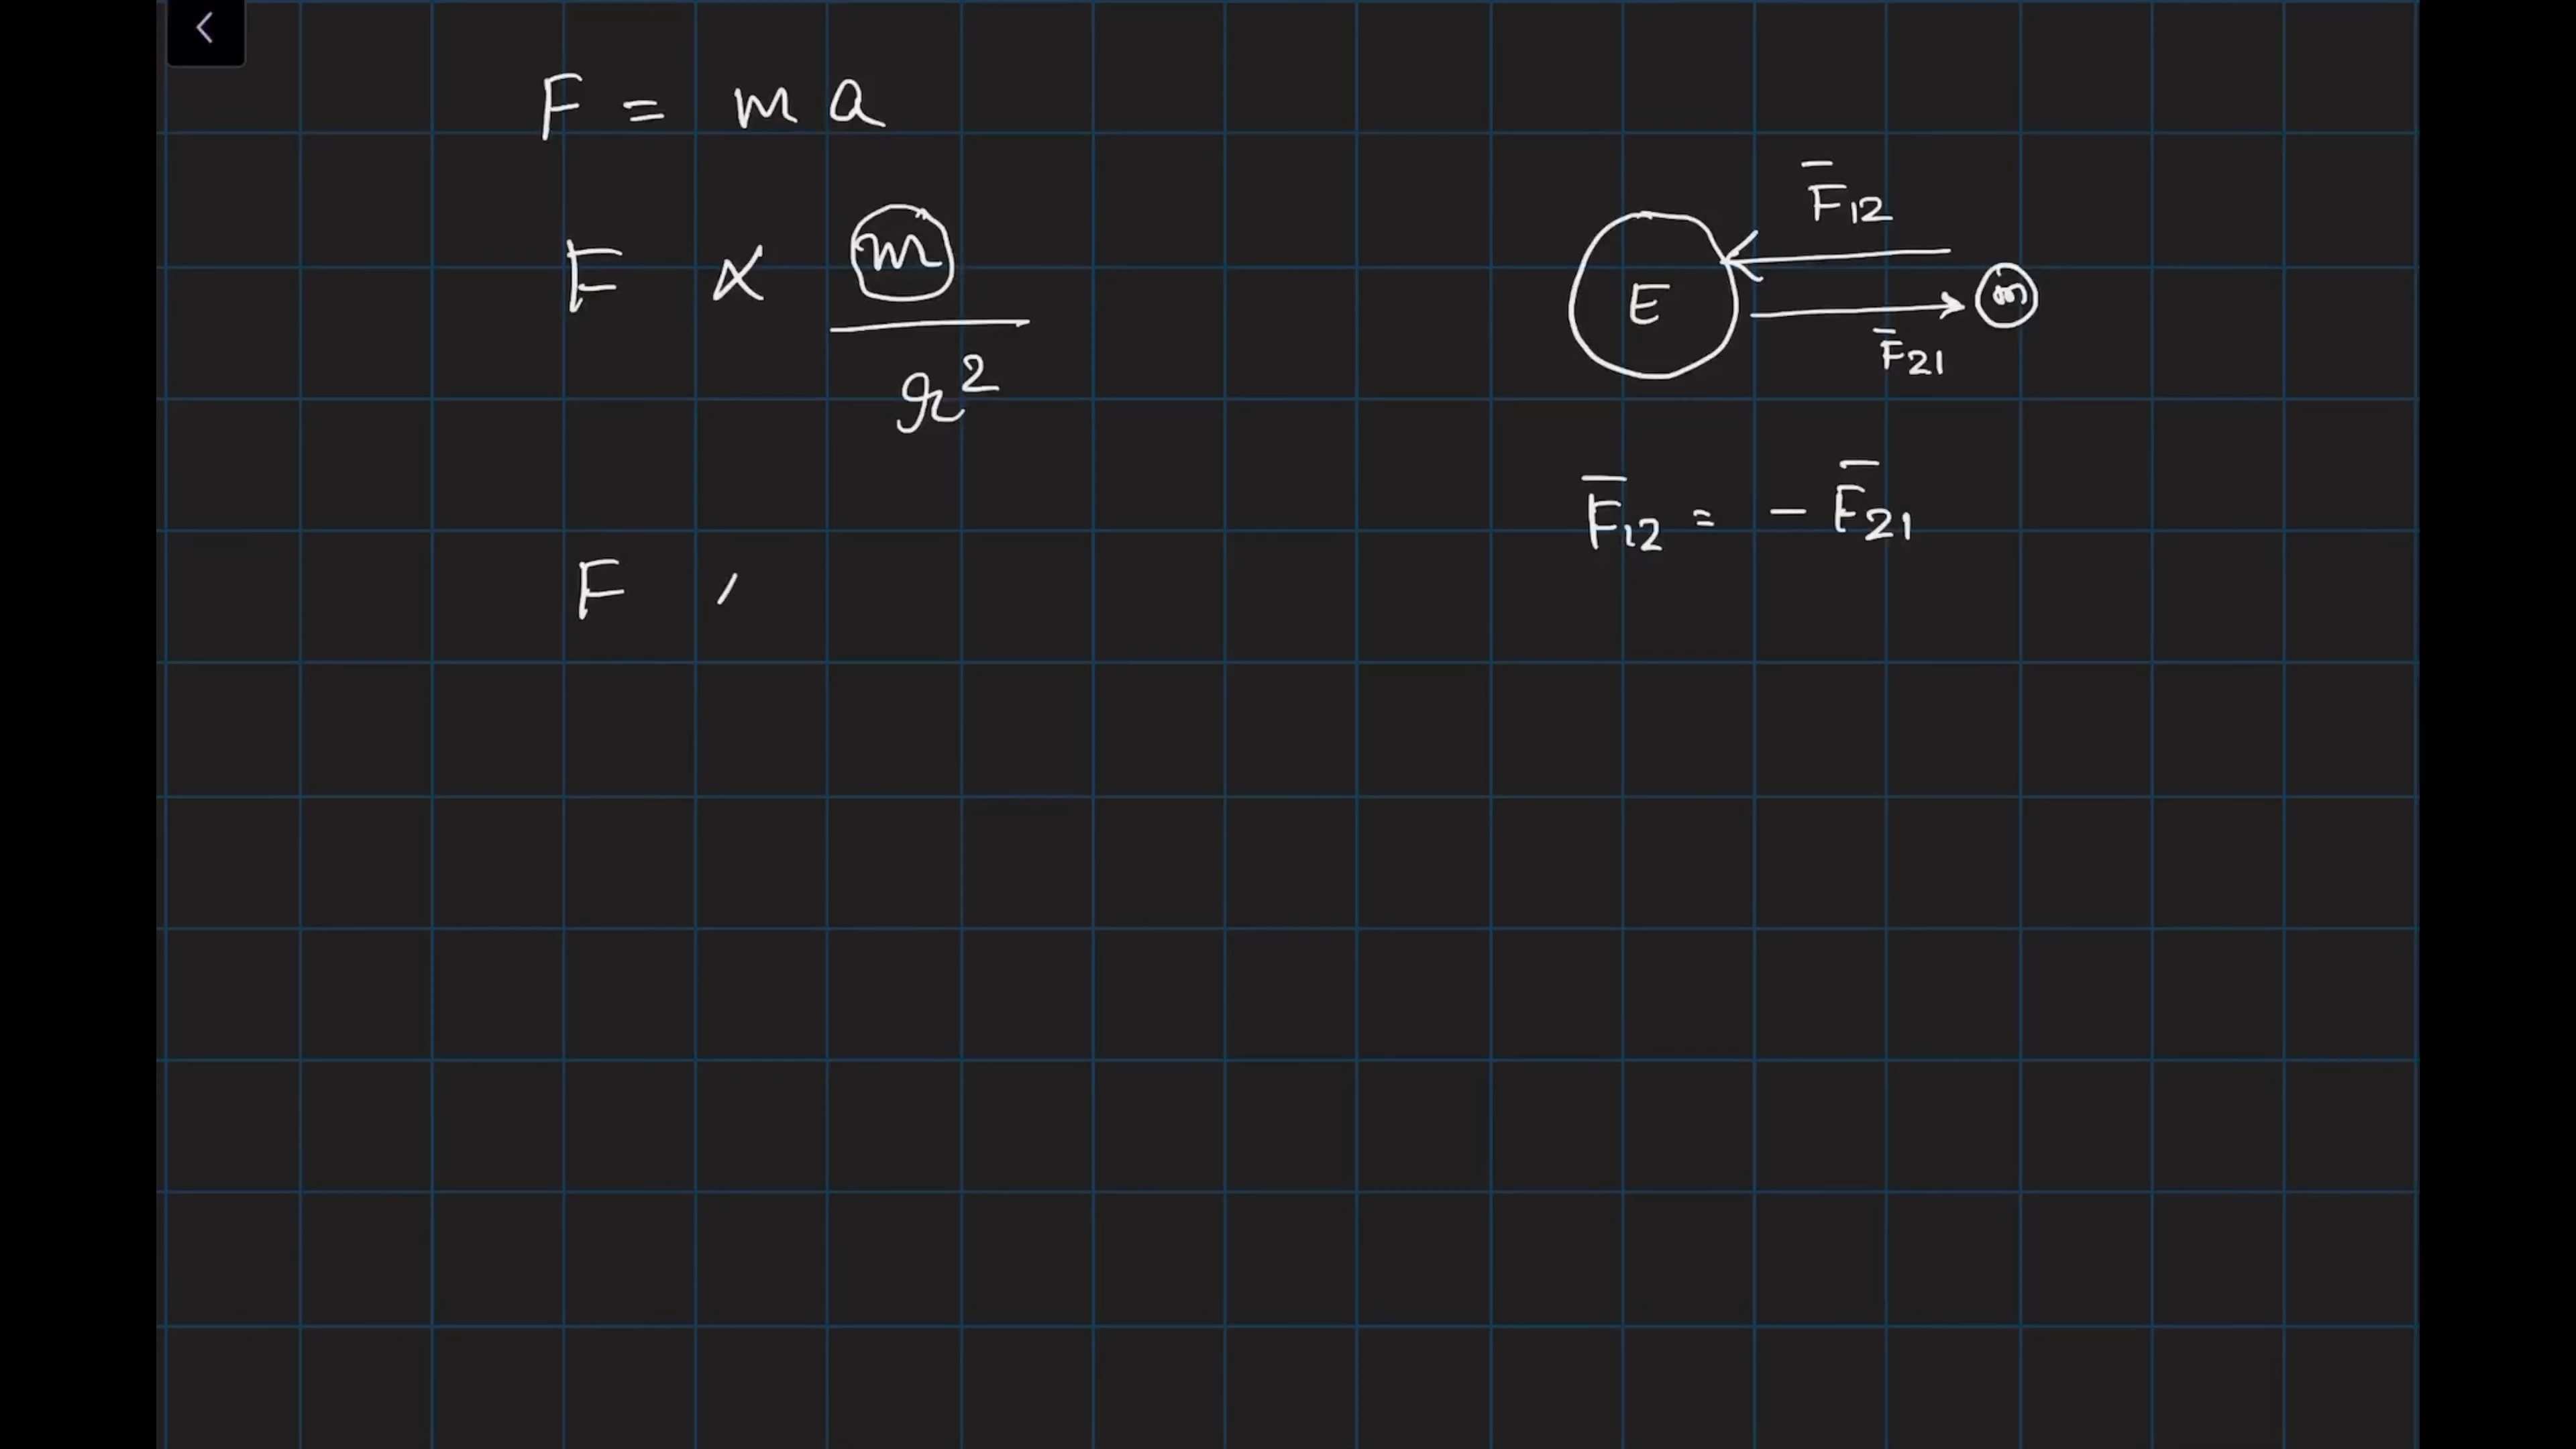 F = ma
F ∝ m / r²
F
F̄₁₂
E
m
F̄₂₁
F̄₁₂ = - F̄₂₁